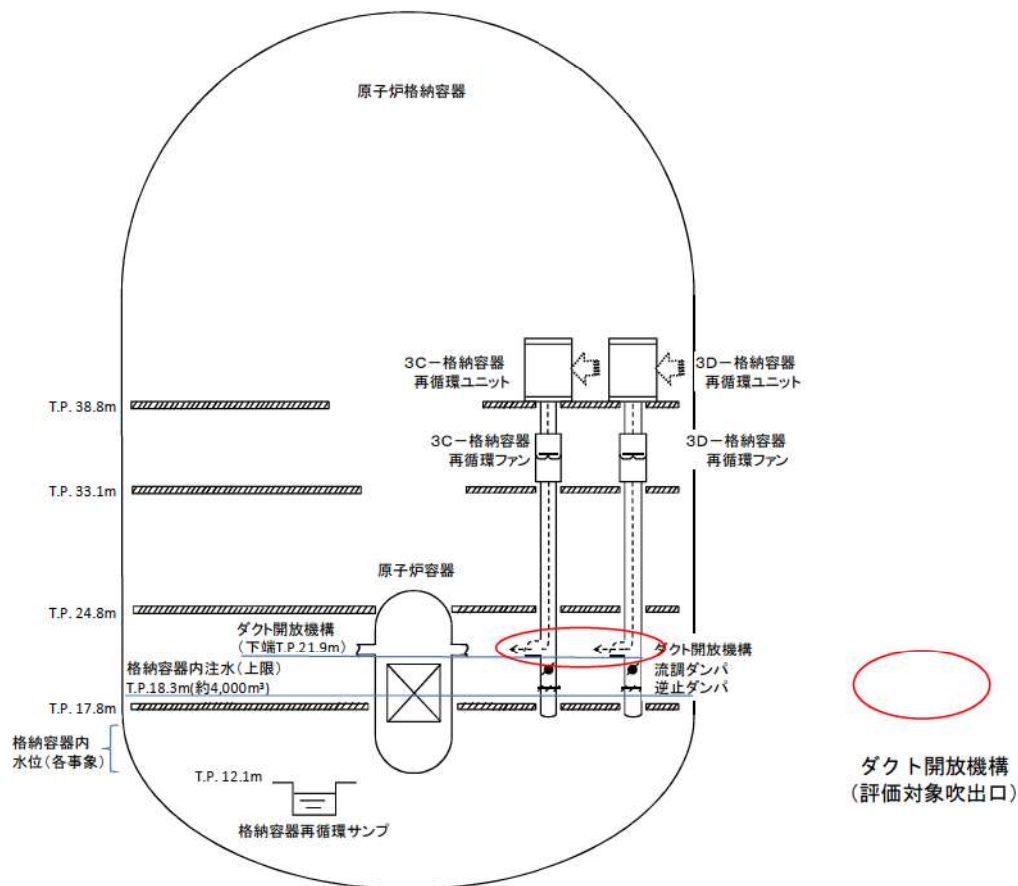 原子炉格納容器
3C－格納容器
再循環ユニット
3D－格納容器
再循環ユニット
T.P. 38.8m
3C－格納容器
再循環ファン
3D－格納容器
再循環ファン
T.P. 33.1m
原子炉容器
T.P. 24.8m
ダクト開放機構
（下端T.P.21.9m）
ダクト開放機構
流調ダンパ
逆止ダンパ
格納容器内注水（上限）
T.P.18.3m(約4,000m³)
T.P. 17.8m
格納容器内
水位（各事象）
T.P. 12.1m
格納容器再循環サンプ
ダクト開放機構
（評価対象吹出口）